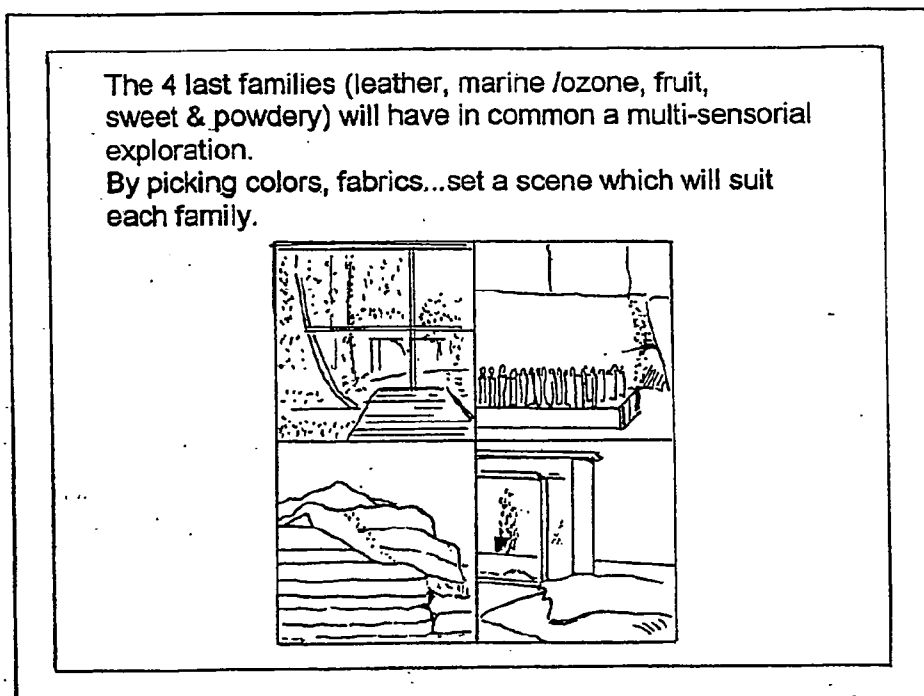 The 4 last families (leather, marine /ozone, fruit,
sweet & powdery) will have in common a multi-sensorial
exploration.
By picking colors, fabrics...set a scene which will suit
each family.